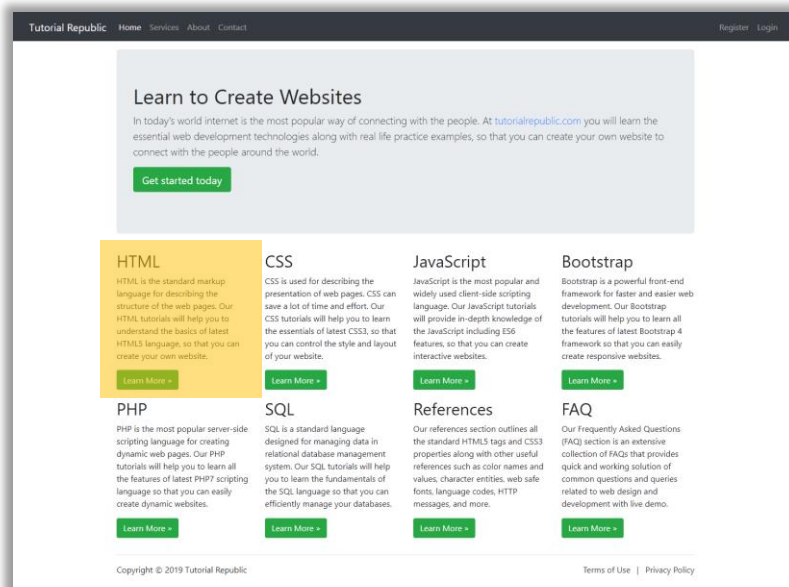 Tutorial Republic Home Services About Contact Register Login
Learn to Create Websites
In today's world internet is the most popular way of connecting with the people. At tutorialrepublic.com you will learn the
essential web development technologies along with real life practice examples, so that you can create your own website to
connect with the people around the world.
Get started today
HTML
HTML is the standard markup
language for describing the
structure of the web pages. Our
HTML tutorials will help you to
understand the basics of latest
HTML5 language, so that you can
create your own website.
Learn More »
CSS
CSS is used for describing the
presentation of web pages. CSS can
save a lot of time and effort. Our
CSS tutorials will help you to learn
the essentials of latest CSS3, so that
you can control the style and layout
of your website.
Learn More »
JavaScript
JavaScript is the most popular and
widely used client-side scripting
language. Our JavaScript tutorials
will provide in-depth knowledge of
the JavaScript including ES6
features, so that you can create
interactive websites.
Learn More »
Bootstrap
Bootstrap is a powerful front-end
framework for faster and easier web
development. Our Bootstrap
tutorials will help you to learn all
the features of latest Bootstrap 4
framework so that you can easily
create responsive websites.
Learn More »
PHP
PHP is the most popular server-side
scripting language for creating
dynamic web pages. Our PHP
tutorials will help you to learn all
the features of latest PHP7 scripting
language so that you can easily
create dynamic websites.
Learn More »
SQL
SQL is a standard language
designed for managing data in
relational database management
system. Our SQL tutorials will help
you to learn the fundamentals of
the SQL language so that you can
efficiently manage your databases.
Learn More »
References
Our references section outlines all
the standard HTML5 tags and CSS3
properties along with other useful
references such as color names and
values, character entities, web safe
fonts, language codes, HTTP
messages, and more.
Learn More »
FAQ
Our Frequently Asked Questions
(FAQ) section is an extensive
collection of FAQs that provides
quick and working solution of
common questions and queries
related to web design and
development with live demo.
Learn More »
Copyright © 2019 Tutorial Republic Terms of Use | Privacy Policy